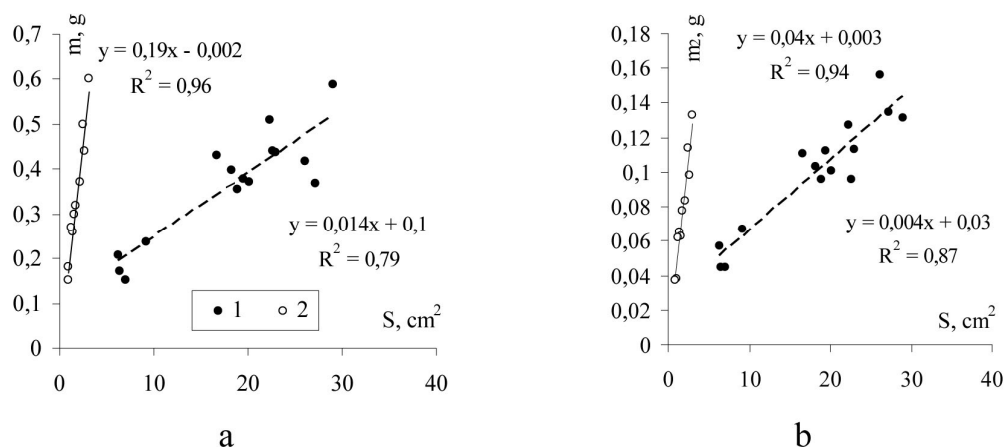 m, g
0,7
0,6
0,5
0,4
0,3
0,2
0,1
0
y = 0,19x - 0,002
R² = 0,96
y = 0,014x + 0,1
R² = 0,79
1 2
S, cm²
0 10 20 30 40
a
m₂, g
0,18
0,16
0,14
0,12
0,1
0,08
0,06
0,04
0,02
0
y = 0,04x + 0,003
R² = 0,94
y = 0,004x + 0,03
R² = 0,87
S, cm²
0 10 20 30 40
b